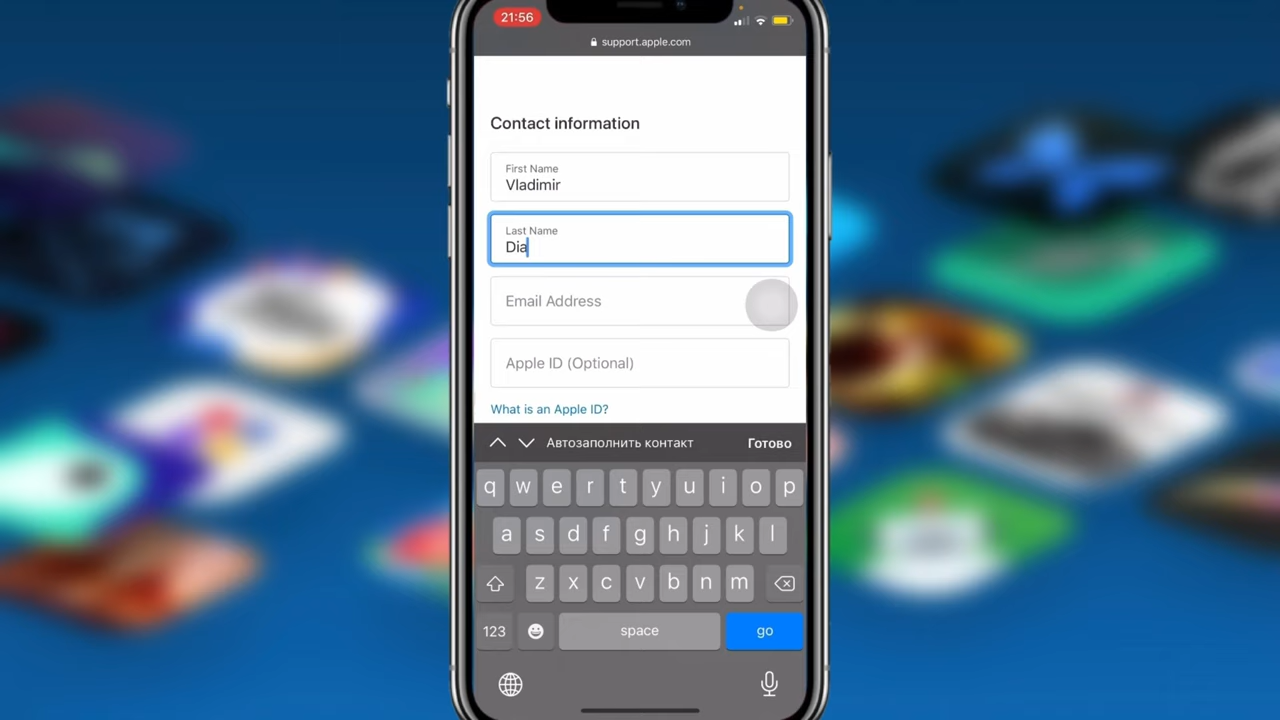 21:56
support.apple.com
Contact information
First Name
Vladimir
Last Name
Dia
Email Address
Apple ID (Optional)
What is an Apple ID?
Автозаполнить контакт Готово
q w e r t y u i o p
a s d f g h j k l
z x c v b n m
123 space go